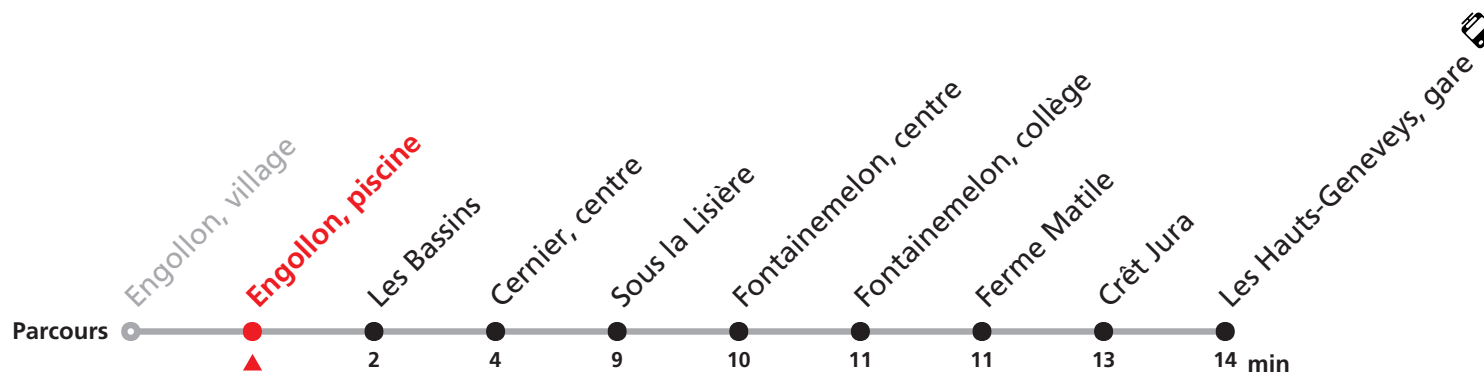 Engollon, village
Engollon, piscine
Les Bassins
Cernier, centre
Sous la Lisière
Fontainemelon, centre
Fontainemelon, collège
Ferme Matile
Crêt Jura
Les Hauts-Geneveys, gare
Parcours
2 4 9 10 11 11 13 14 min